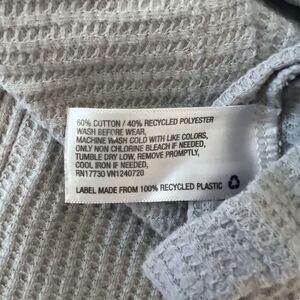 60% COTTON / 40% RECYCLED POLYESTER
WASH BEFORE WEAR,
MACHINE WASH COLD WITH LIKE COLORS,
ONLY NON CHLORINE BLEACH IF NEEDED,
TUMBLE DRY LOW, REMOVE PROMPTLY,
COOL IRON IF NEEDED,
RN17730 VN1240720
LABEL MADE FROM 100% RECYCLED PLASTIC